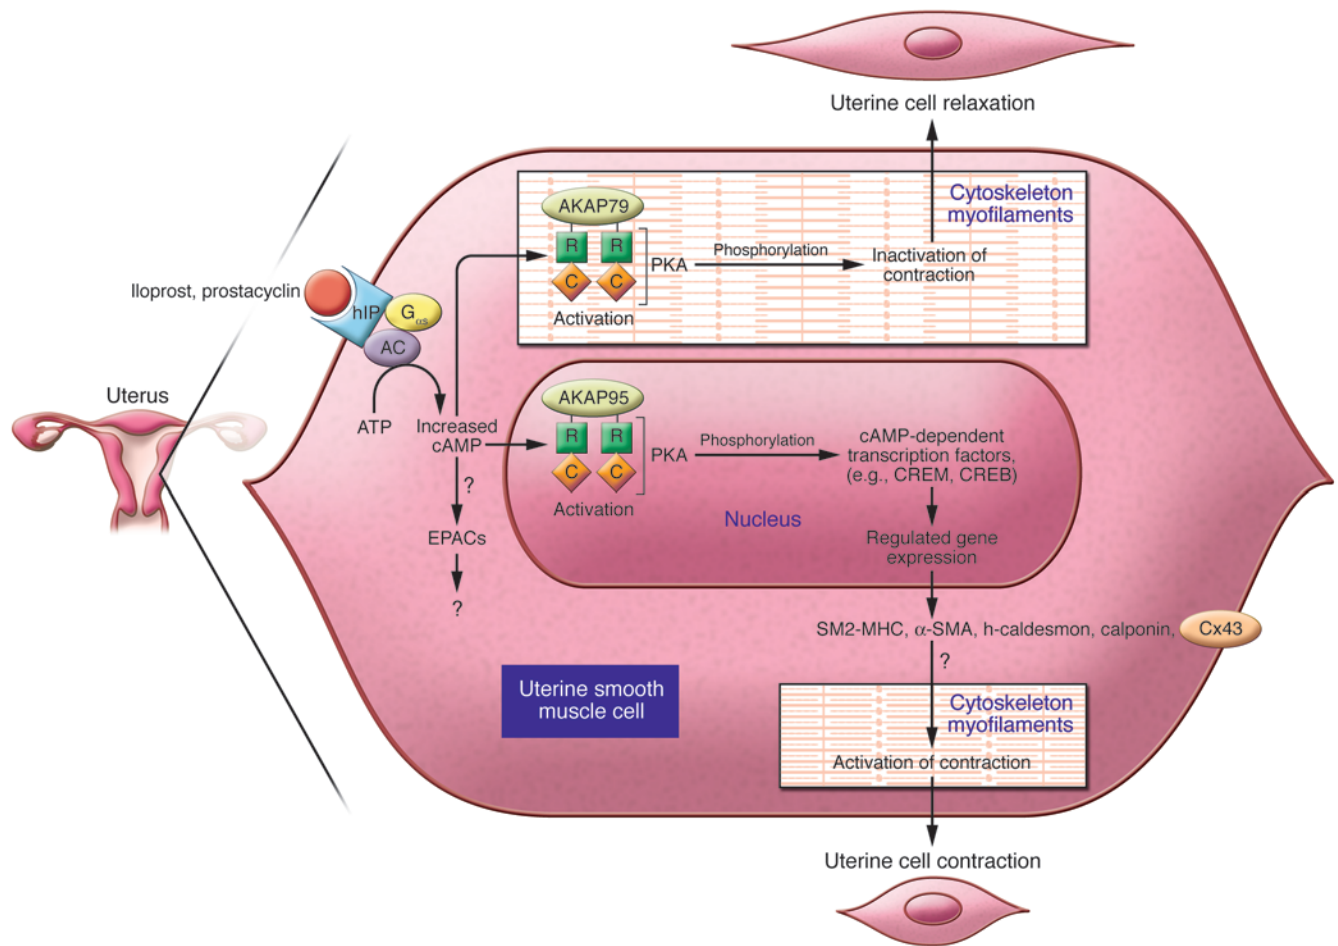 Uterine cell relaxation
Cytoskeleton
myofilaments
AKAP79
R R
C C
PKA
Activation
Phosphorylation
Inactivation of
contraction
Iloprost, prostacyclin
hIP
Gαs
AC
Uterus
ATP
Increased
cAMP
AKAP95
R R
C C
PKA
Activation
Phosphorylation
cAMP-dependent
transcription factors,
(e.g., CREM, CREB)
?
Nucleus
EPACs
Regulated gene
expression
?
SM2-MHC, α-SMA, h-caldesmon, calponin, Cx43
?
Uterine smooth
muscle cell
Cytoskeleton
myofilaments
Activation of contraction
Uterine cell contraction